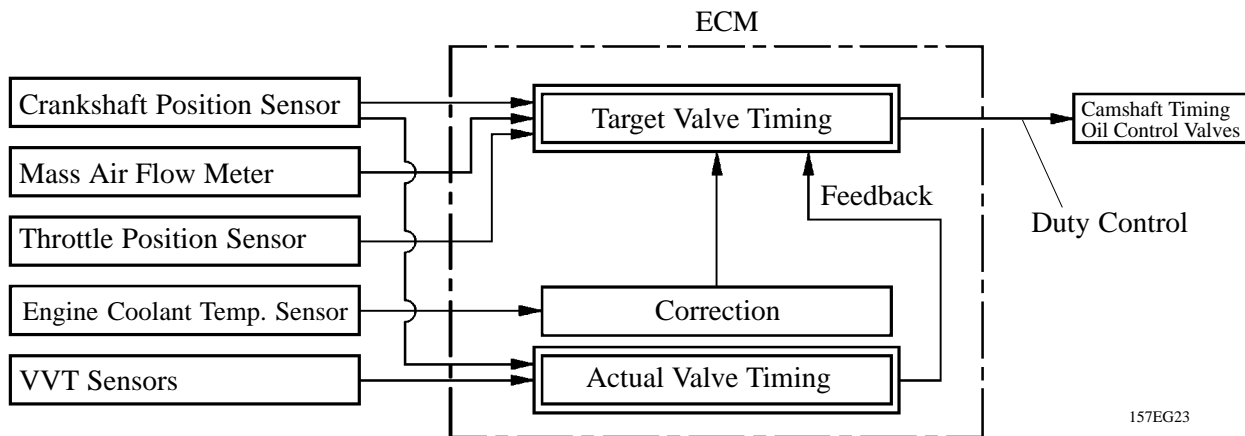 ECM
Crankshaft Position Sensor
Mass Air Flow Meter
Throttle Position Sensor
Engine Coolant Temp. Sensor
VVT Sensors
Target Valve Timing
Feedback
Correction
Actual Valve Timing
Camshaft Timing
Oil Control Valves
Duty Control
157EG23